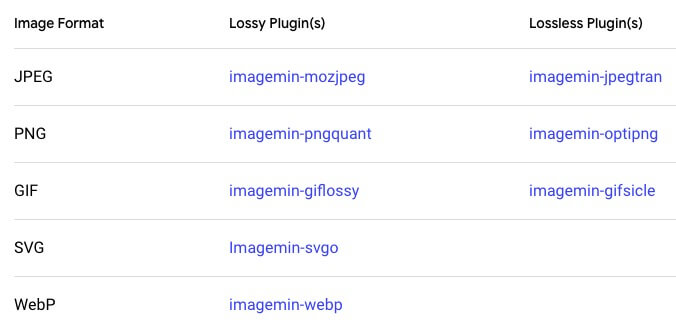 Image Format Lossy Plugin(s) Lossless Plugin(s)
JPEG imagemin-mozjpeg imagemin-jpegtran
PNG imagemin-pngquant imagemin-optipng
GIF imagemin-giflossy imagemin-gifsicle
SVG Imagemin-svgo
WebP imagemin-webp